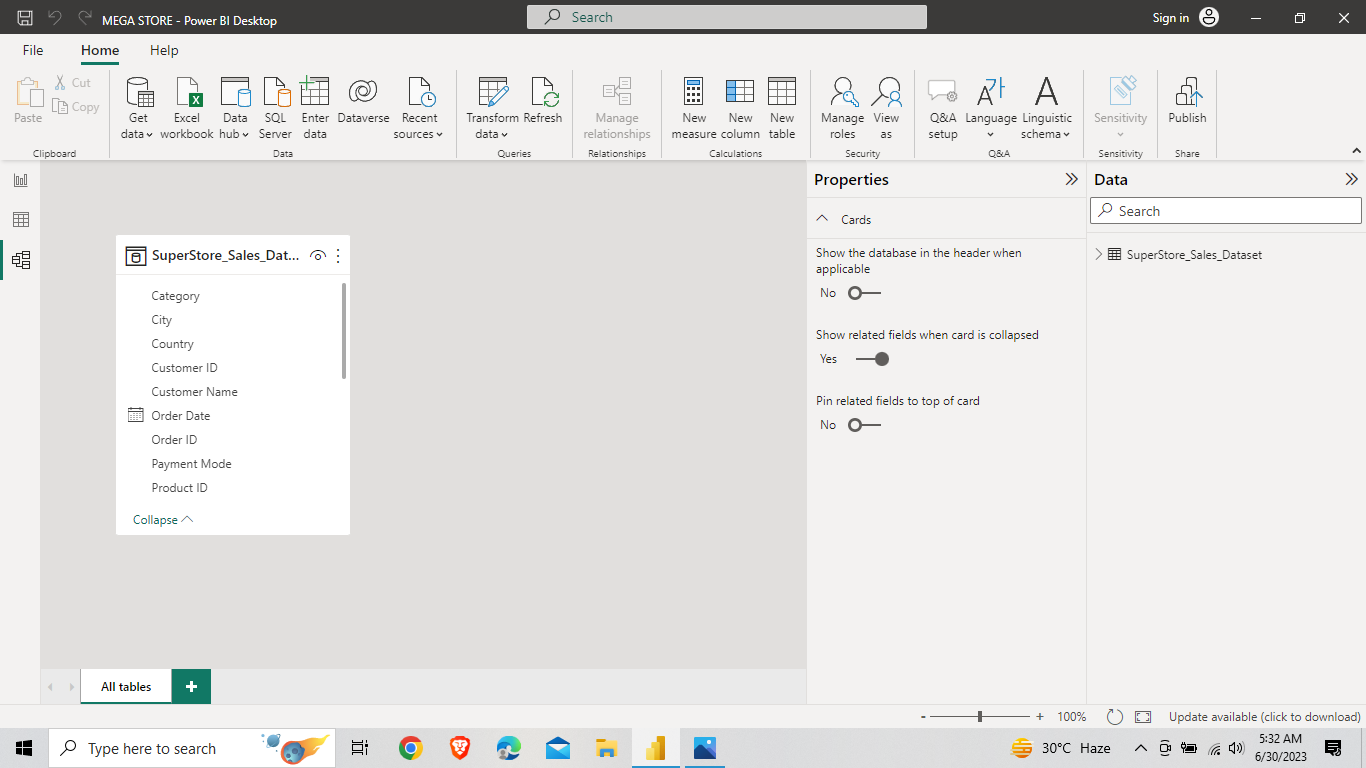 MEGA STORE - Power BI Desktop
Search
Sign in
File
Home
Help
Paste
Cut
Copy
Clipboard
Get data
Excel workbook
Data hub
SQL Server
Enter data
Dataverse
Recent sources
Data
Transform data
Refresh
Queries
Manage relationships
Relationships
New measure
New column
New table
Calculations
Manage roles
View as
Security
Q&A setup
Language
Linguistic schema
Q&A
Sensitivity
Sensitivity
Publish
Share
SuperStore_Sales_Dat...
Category
City
Country
Customer ID
Customer Name
Order Date
Order ID
Payment Mode
Product ID
Collapse
Properties
Cards
Show the database in the header when
applicable
No
Show related fields when card is collapsed
Yes
Pin related fields to top of card
No
Data
Search
SuperStore_Sales_Dataset
All tables
- + 100%
Update available (click to download)
Type here to search
30°C Haze
5:32 AM
6/30/2023